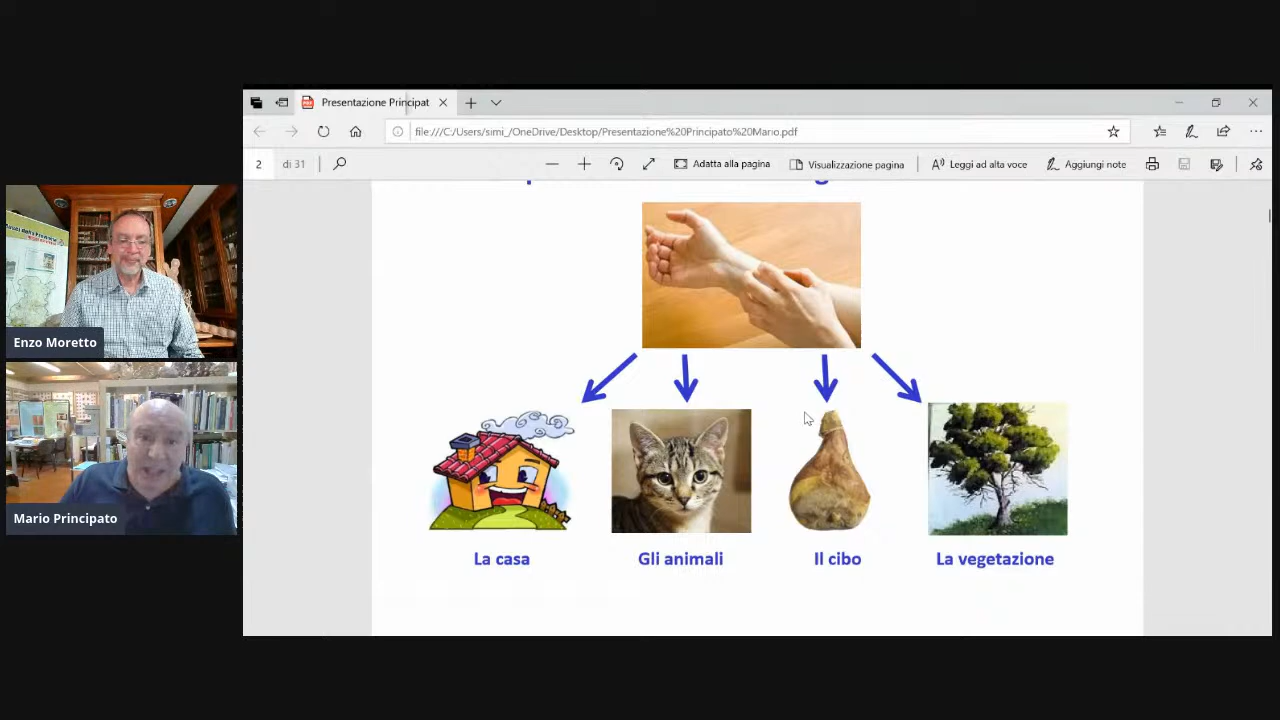 Presentazione Principat
file:///C:/Users/simi_/OneDrive/Desktop/Presentazione%20Principato%20Mario.pdf
2 di 31
Adatta alla pagina
Visualizzazione pagina
Leggi ad alta voce
Aggiungi note
Enzo Moretto
Mario Principato
La casa
Gli animali
Il cibo
La vegetazione